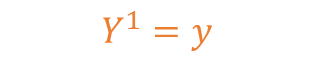 Y¹ = y